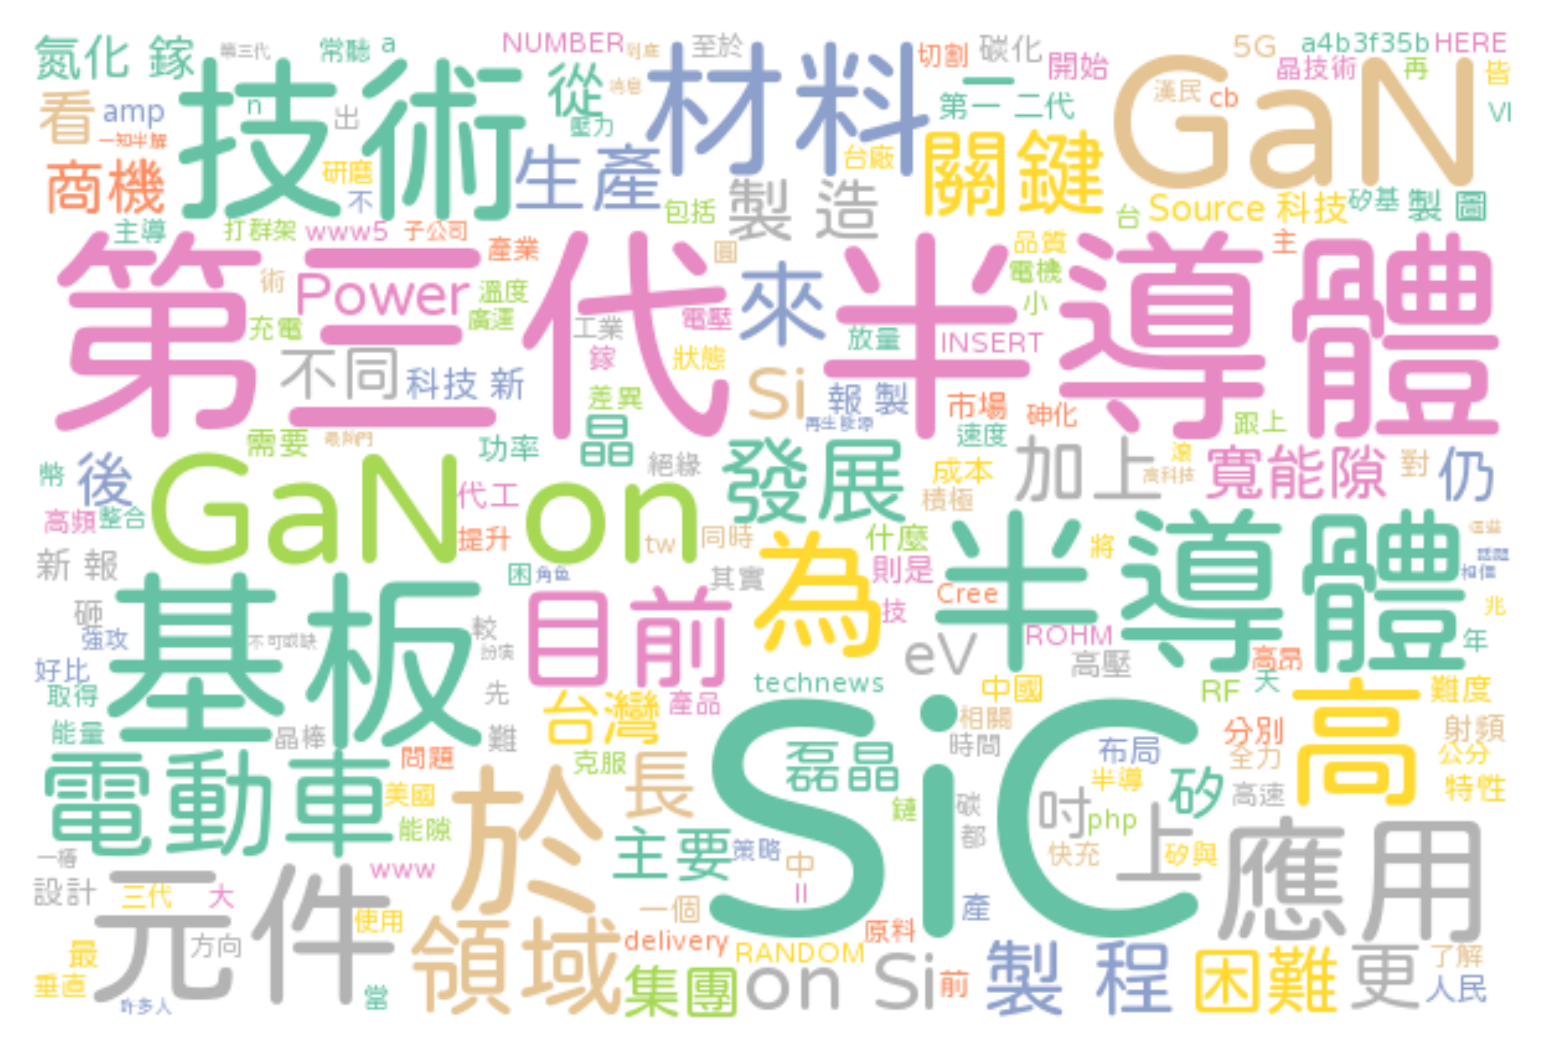 氮化 鎵
第三代
常聽
a
NUMBER
到底
至於
切割
碳化
開始
5G
a4b3f35b
HERE
晶技術
再
皆
看
amp
n
出
技術
從
消息
壓力
材料
一
第一 二代
漢民
cb
GaN
VI
一知半解
商機
研磨
不
生產
台廠
關鍵
製 造
包括
台
Source 科技
矽基
製 圖
主導
打群架
www5
子公司
產業
圓
品質
主
第三代半導體
術
Power
溫度
來
電機
小
充電
廣運
工業
電壓
放量
INSERT
鎵
狀態
不同
科技 新
差異
Si
報 製
市場
砷化
再生能源
速度
跟上
需要
最熱門
功率
晶
絕緣
發展
成本
加上
滾
高科技
寬能隙
對
仍
幣
後
GaN on
代工
積極
高頻
整合
提升
tw
同時
什麼
為
半導體
將
這些
話題
相信
新 報
困
角色
其實
則是
砸
基板
目前
Cree
技
兆
強攻
不可或缺
較
扮演
eV
ROHM
高壓
高昂
年
好比
取得
先
technews
中國
RF
天
高
難度
能量
晶棒
難
台灣
產品
SiC
相關
時間
分別
射頻
電動車
問題
克服
磊晶
布局
全力
公分
美國
於
長
半導
矽
高速
特性
能隙
鏈
碳
吋
php
都
快充
上
矽與
應用
一樁
www
主要
策略
中
II
設計
三代
大
元件
使用
一個
產
方向
領域
delivery
RANDOM
原料
最
垂直
許多人
當
集團
on Si
前
製 程
困難
更
了解
人民